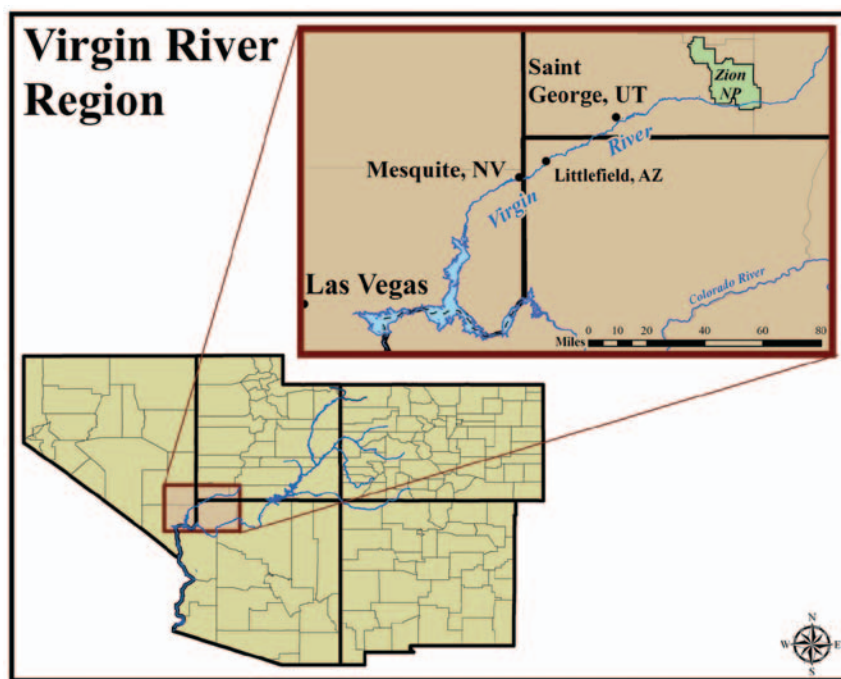 Virgin River
Region
Saint
George, UT
Zion
NP
Mesquite, NV
Littlefield, AZ
Virgin
River
Las Vegas
Colorado River
Miles
0 20 40 60 80
N
W E
S